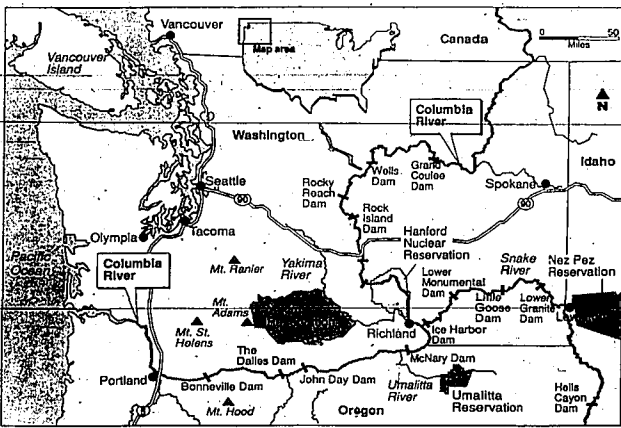 Vancouver
Vancouver
Island
Map area
Canada
0 50
Miles
N
Columbia
River
Washington
Idaho
Wells
Dam
Grand
Coulee
Dam
Spokane
Seattle
Rocky
Reach
Dam
90
90
Rock
Island
Dam
Hanford
Nuclear
Reservation
Tacoma
Olympia
Pacific
Ocean
Columbia
River
Mt. Ranier
Yakima
River
Snake
River
Nez Pez
Reservation
Lower
Monumental
Dam
Mt.
Adams
Little
Goose
Dam
Lower
Granite
Dam
Mt. St.
Helens
Richland
Ice Harbor
Dam
The
Dalles Dam
McNary Dam
Portland
Bonneville Dam
John Day Dam
Umalitta
River
Umalitta
Reservation
Hells
Cayon
Dam
Mt. Hood
Oregon